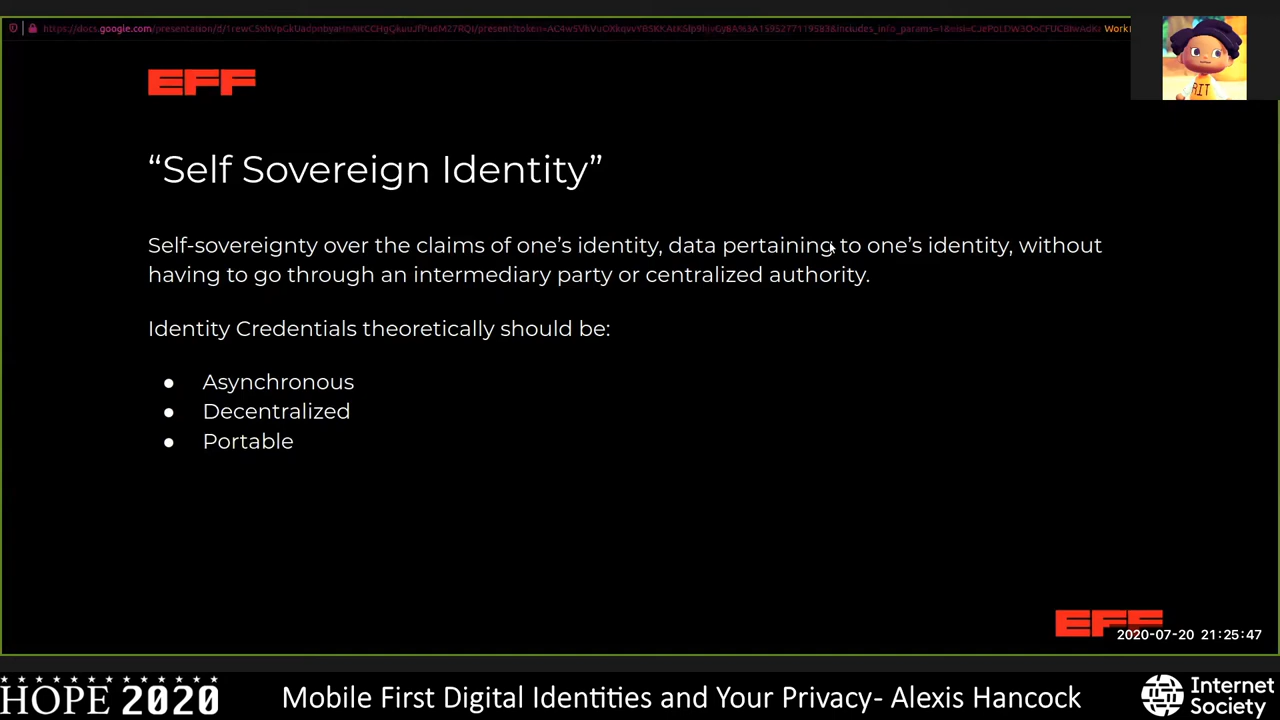 EFF
“Self Sovereign Identity”
Self-sovereignty over the claims of one’s identity, data pertaining to one’s identity, without
having to go through an intermediary party or centralized authority.
Identity Credentials theoretically should be:
● Asynchronous
● Decentralized
● Portable
RIT
EFF
2020-07-20 21:25:47
HOPE 2020
Mobile First Digital Identities and Your Privacy- Alexis Hancock
Internet
Society